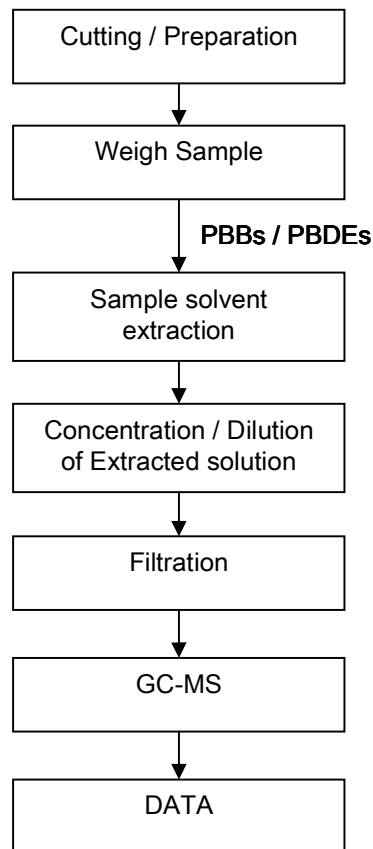 Cutting / Preparation
Weigh Sample
PBBs / PBDEs
Sample solvent
extraction
Concentration / Dilution
of Extracted solution
Filtration
GC-MS
DATA